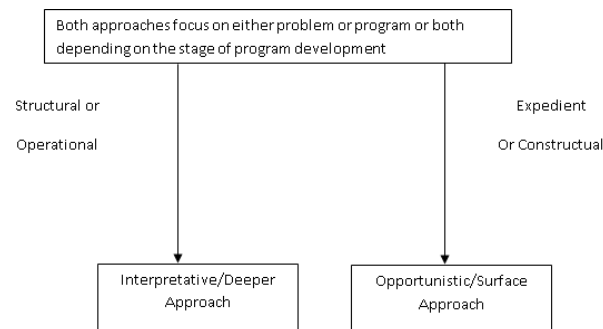 Both approaches focus on either problem or program or both
depending on the stage of program development
Structural or
Operational
Expedient
Or Constructual
Interpretative/Deeper
Approach
Opportunistic/Surface
Approach